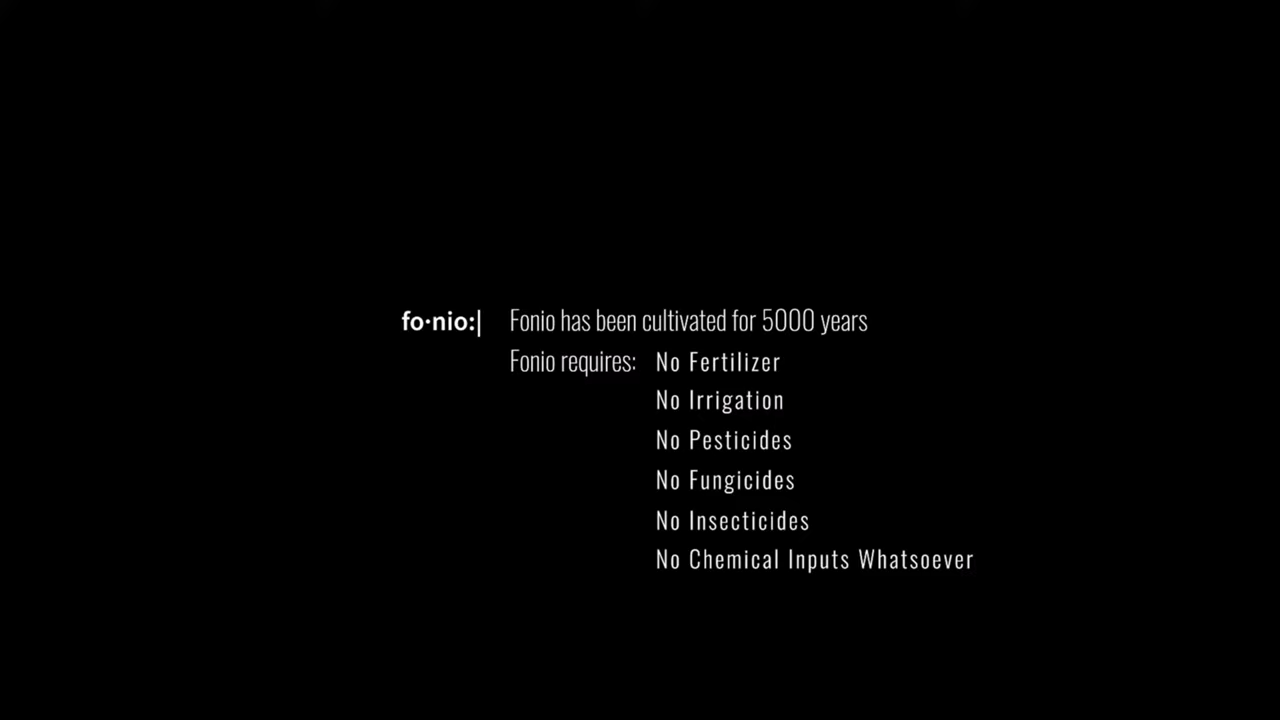 fo·nio:| Fonio has been cultivated for 5000 years
Fonio requires: No Fertilizer
No Irrigation
No Pesticides
No Fungicides
No Insecticides
No Chemical Inputs Whatsoever